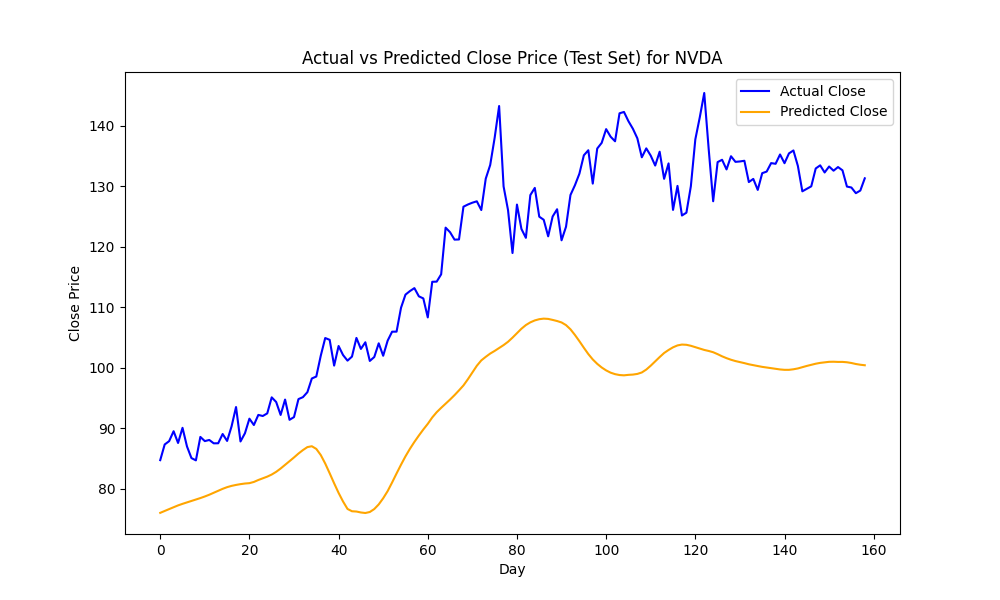 Actual vs Predicted Close Price (Test Set) for NVDA
Actual Close
Predicted Close
140
130
120
110
100
90
80
Close Price
0 20 40 60 80 100 120 140 160
Day